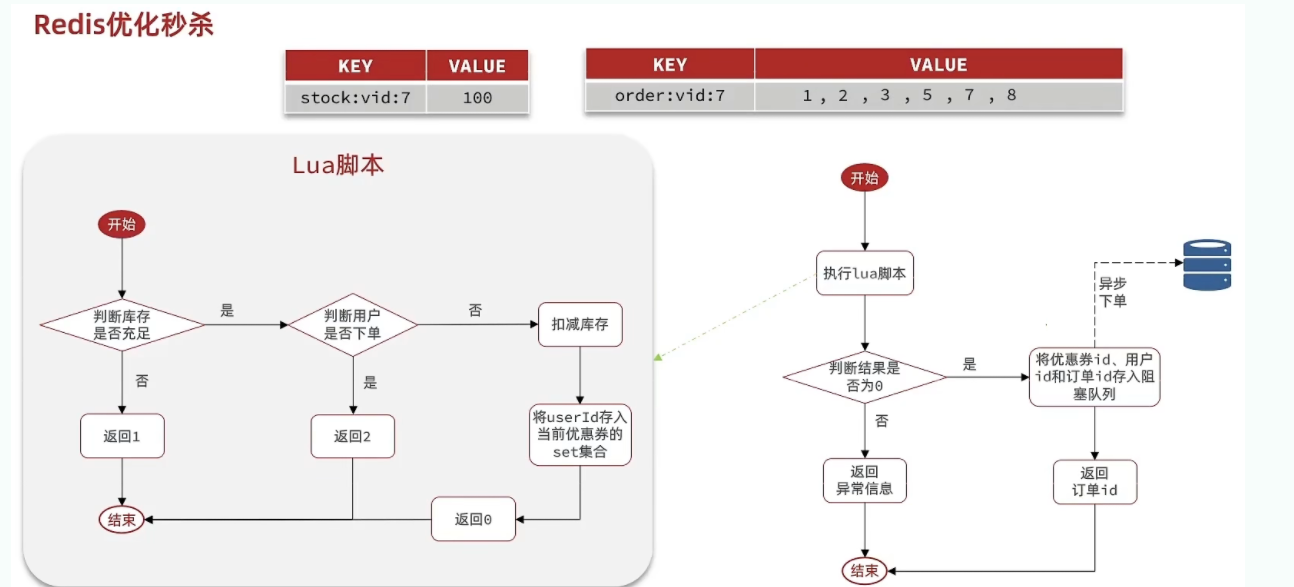 Redis优化秒杀
KEY VALUE
stock:vid:7 100
KEY VALUE
order:vid:7 1 , 2 , 3 , 5 , 7 , 8
Lua脚本
开始
判断库存
是否充足
是
判断用户
是否下单
否
扣减库存
否
是
返回1
返回2
将userId存入
当前优惠券的
set集合
结束
返回0
开始
执行lua脚本
判断结果是
否为0
是
将优惠券id、用户
id和订单id存入阻
塞队列
异步
下单
否
返回
异常信息
返回
订单id
结束